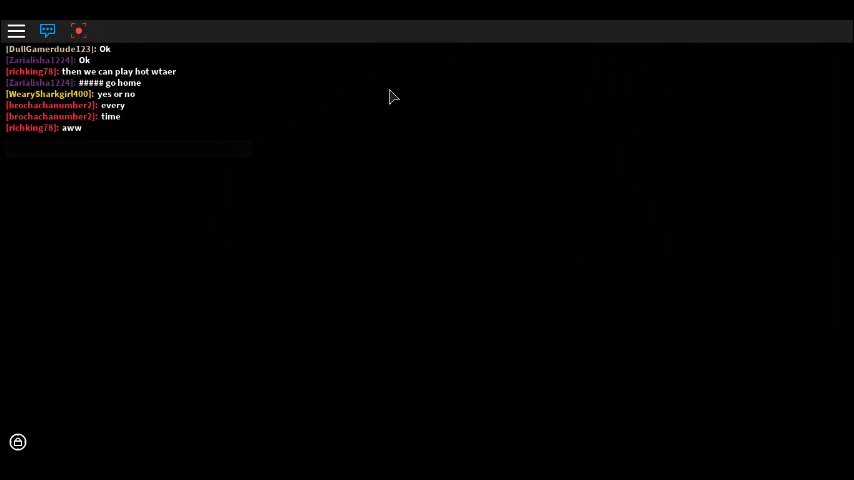 [DullGamerdude123]: Ok
[Zarialisha1224]: Ok
[richking78]: then we can play hot wtaer
[Zarialisha1224]: ##### go home
[WearySharkgirl400]: yes or no
[brochachanumber2]: every
[brochachanumber2]: time
[richking78]: aww